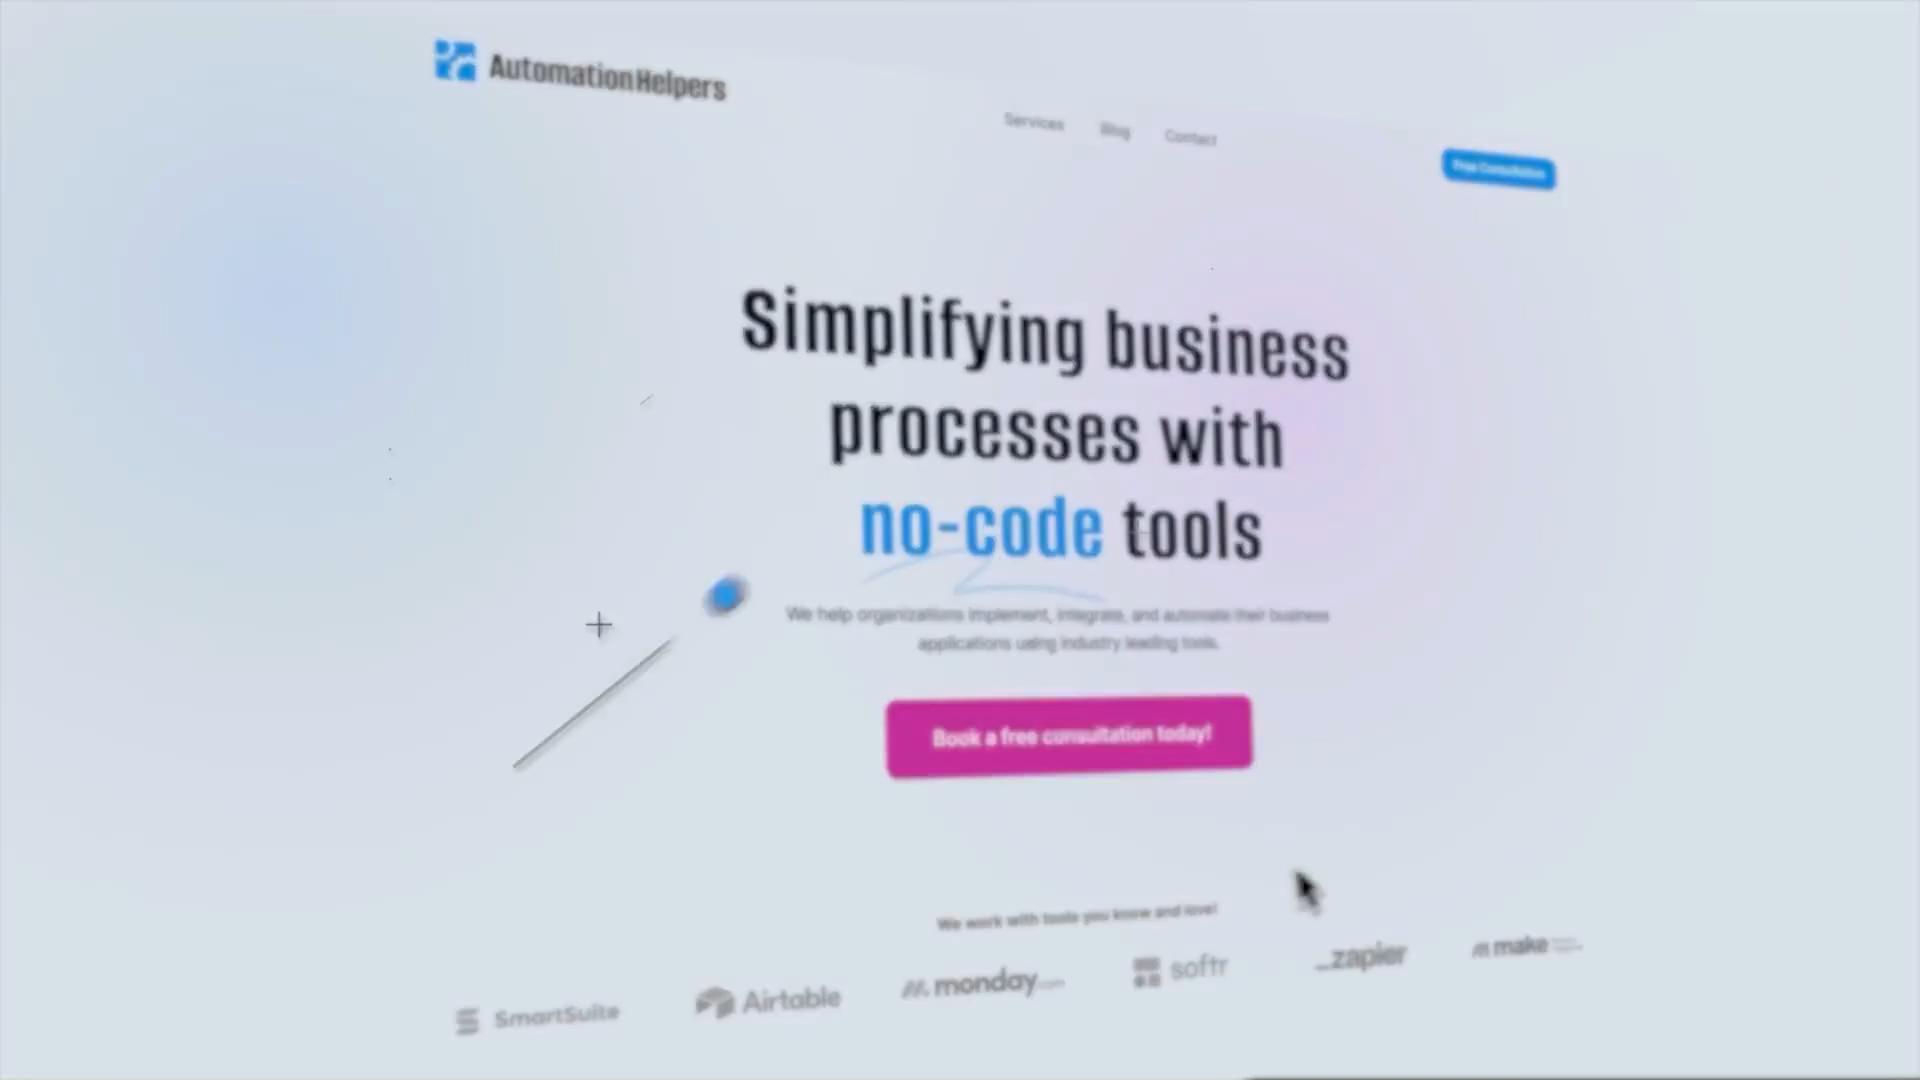 AutomationHelpers
Services
Blog
Contact
Free Consultation
Simplifying business
processes with
no-code tools
We help organizations implement, integrate, and automate their business
applications using industry leading tools.
Book a free consultation today!
We work with tools you know and love!
SmartSuite
Airtable
monday.com
softr
_zapier
make